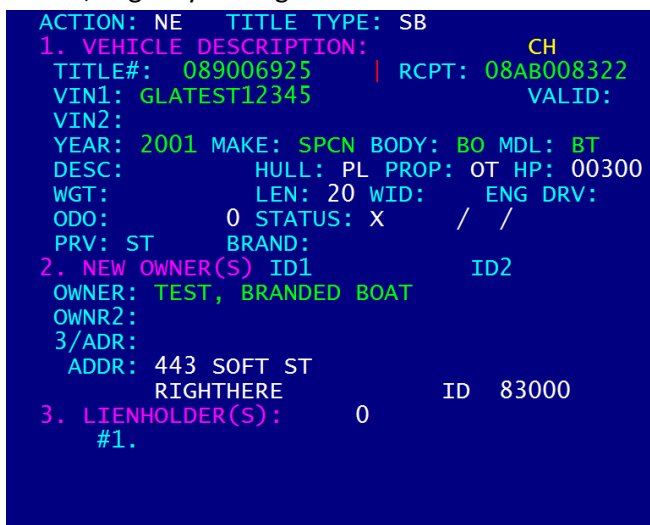 ACTION: NE TITLE TYPE: SB
1. VEHICLE DESCRIPTION: CH
TITLE#: 089006925 | RCPT: 08AB008322
VIN1: GLATEST12345 VALID:
VIN2:
YEAR: 2001 MAKE: SPCN BODY: BO MDL: BT
DESC: HULL: PL PROP: OT HP: 00300
WGT: LEN: 20 WID: ENG DRV:
ODO: 0 STATUS: X / /
PRV: ST BRAND:
2. NEW OWNER(S) ID1 ID2
OWNER: TEST, BRANDED BOAT
OWNR2:
3/ADR:
ADDR: 443 SOFT ST
RIGHTHERE ID 83000
3. LIENHOLDER(S): 0
#1.